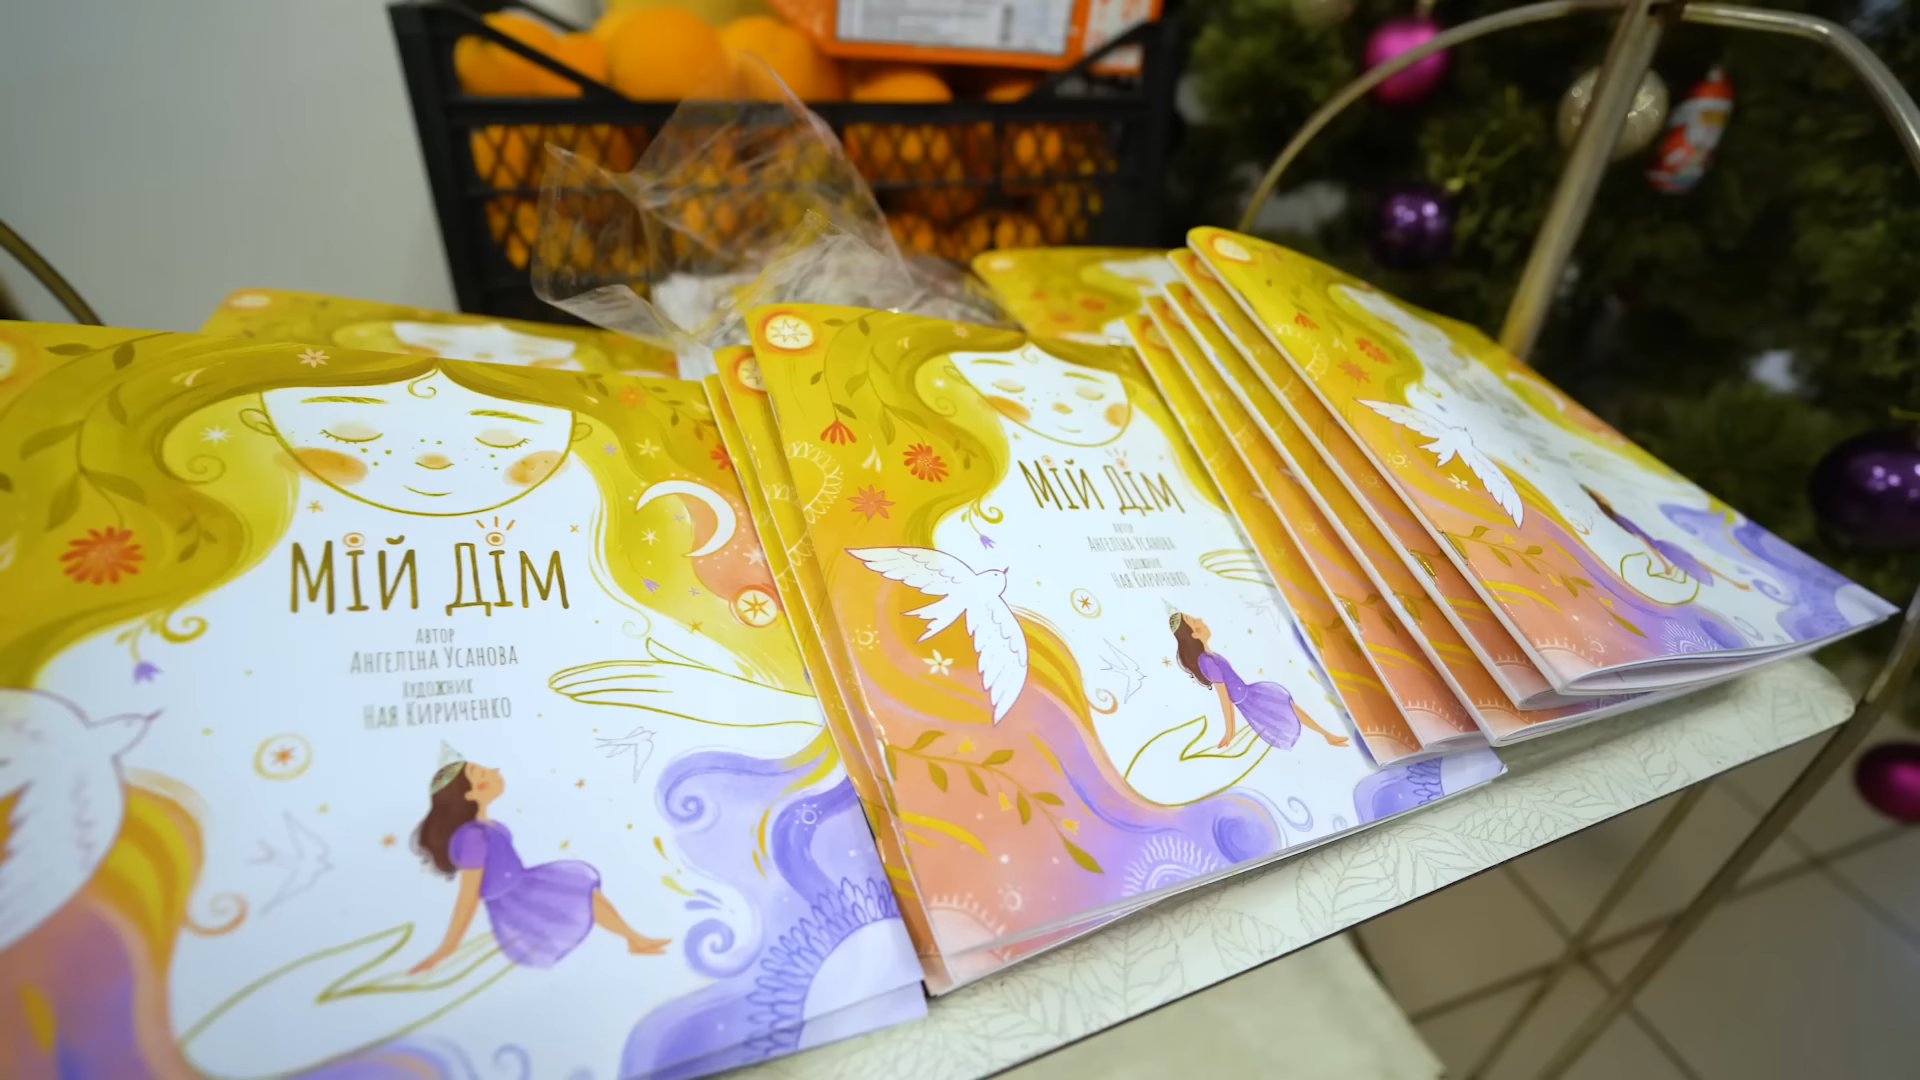 Мій Дім
Автор
Ангеліна Усанова
Художник
Ная Кириченко
Мій Дім
Автор
Ангеліна Усанова
Художник
Ная Кириченко